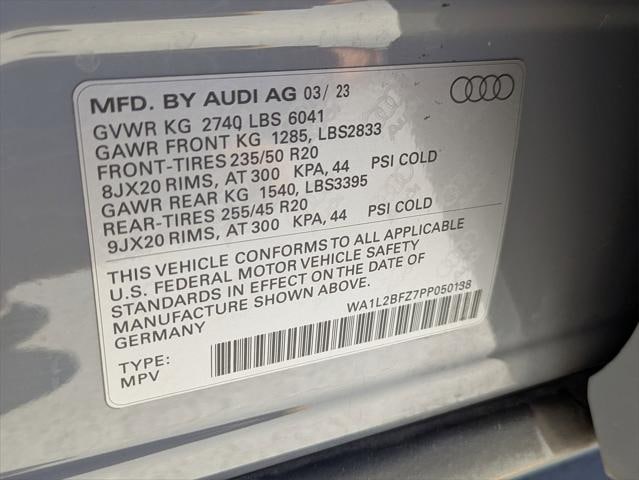 MFD. BY AUDI AG 03/ 23
GVWR KG 2740 LBS 6041
GAWR FRONT KG 1285, LBS2833
FRONT-TIRES 235/50 R20
8JX20 RIMS, AT 300 KPA, 44 PSI COLD
GAWR REAR KG 1540, LBS3395
REAR-TIRES 255/45 R20
9JX20 RIMS, AT 300 KPA, 44 PSI COLD
THIS VEHICLE CONFORMS TO ALL APPLICABLE
U.S. FEDERAL MOTOR VEHICLE SAFETY
STANDARDS IN EFFECT ON THE DATE OF
MANUFACTURE SHOWN ABOVE.
GERMANY
WA1L2BFZ7PP050138
TYPE:
MPV